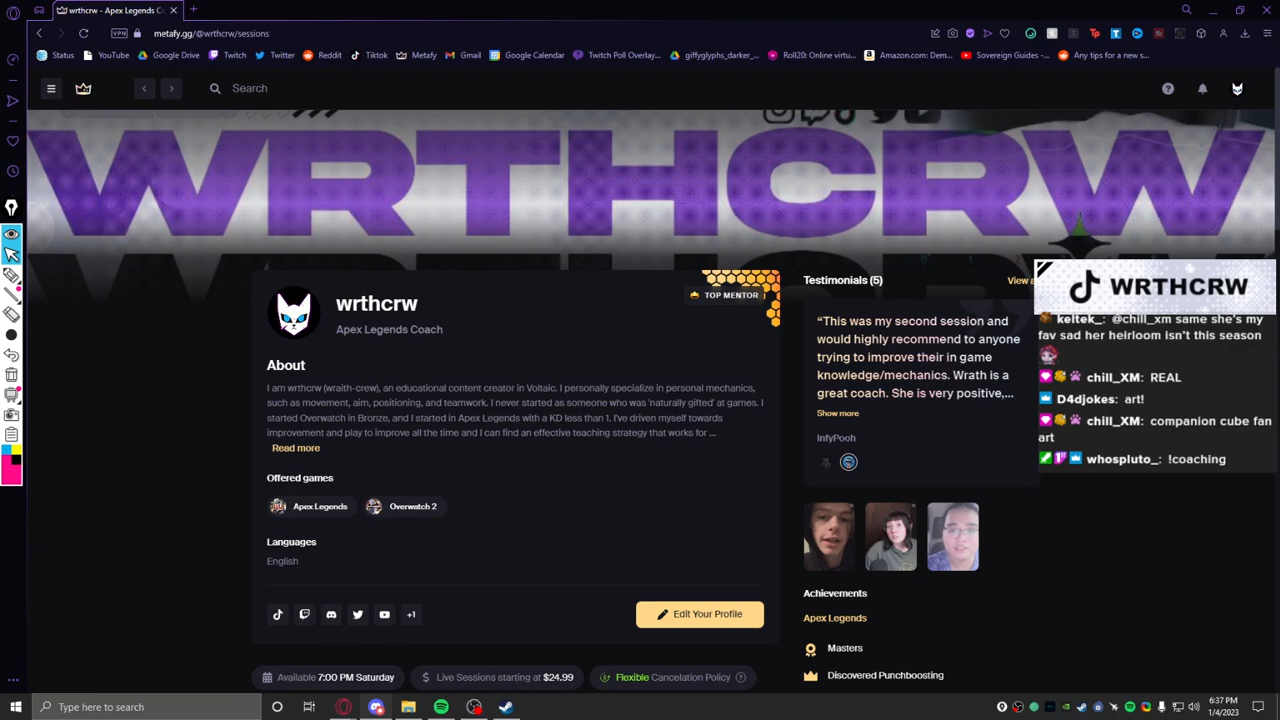 wrthcrw - Apex Legends Co
VPN
metafy.gg/@wrthcrw/sessions
Status
YouTube
Google Drive
Twitch
Twitter
Reddit
Tiktok
Metafy
Gmail
Google Calendar
Twitch Poll Overlay...
giffyglyphs_darker_...
Roll20: Online virtu...
Amazon.com: Dem...
Sovereign Guides -...
Any tips for a new s...
Search
WRTHCRW
wrthcrw
Apex Legends Coach
TOP MENTOR
About
I am wrthcrw (wraith-crew), an educational content creator in Voltaic. I personally specialize in personal mechanics,
such as movement, aim, positioning, and teamwork. I never started as someone who was 'naturally gifted' at games. I
started Overwatch in Bronze, and I started in Apex Legends with a KD less than 1. I've driven myself towards
improvement and play to improve all the time and I can find an effective teaching strategy that works for ...
Read more
Offered games
Apex Legends
Overwatch 2
Languages
English
+1
Edit Your Profile
Available 7:00 PM Saturday
Live Sessions starting at $24.99
Flexible Cancelation Policy
Testimonials (5)
View a
“This was my second session and
would highly recommend to anyone
trying to improve their in game
knowledge/mechanics. Wrath is a
great coach. She is very positive,...
Show more
InfyPooh
Achievements
Apex Legends
Masters
Discovered Punchboosting
WRTHCRW
keltek_: @chill_xm same she's my
fav sad her heirloom isn't this season
chill_XM: REAL
D4djokes: art!
chill_XM: companion cube fan
art
whospluto_: !coaching
Type here to search
6:37 PM
1/4/2023